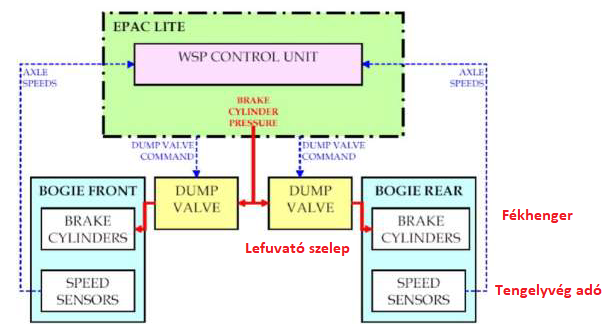 EPAC LITE
WSP CONTROL UNIT
AXLE
SPEEDS
AXLE
SPEEDS
BRAKE
CYLINDER
PRESSURE
DUMP VALVE
COMMAND
DUMP VALVE
COMMAND
BOGIE FRONT
DUMP
VALVE
DUMP
VALVE
BOGIE REAR
BRAKE
CYLINDERS
BRAKE
CYLINDERS
Fékhenger
Lefuvató szelep
SPEED
SENSORS
SPEED
SENSORS
Tengelyvég adó